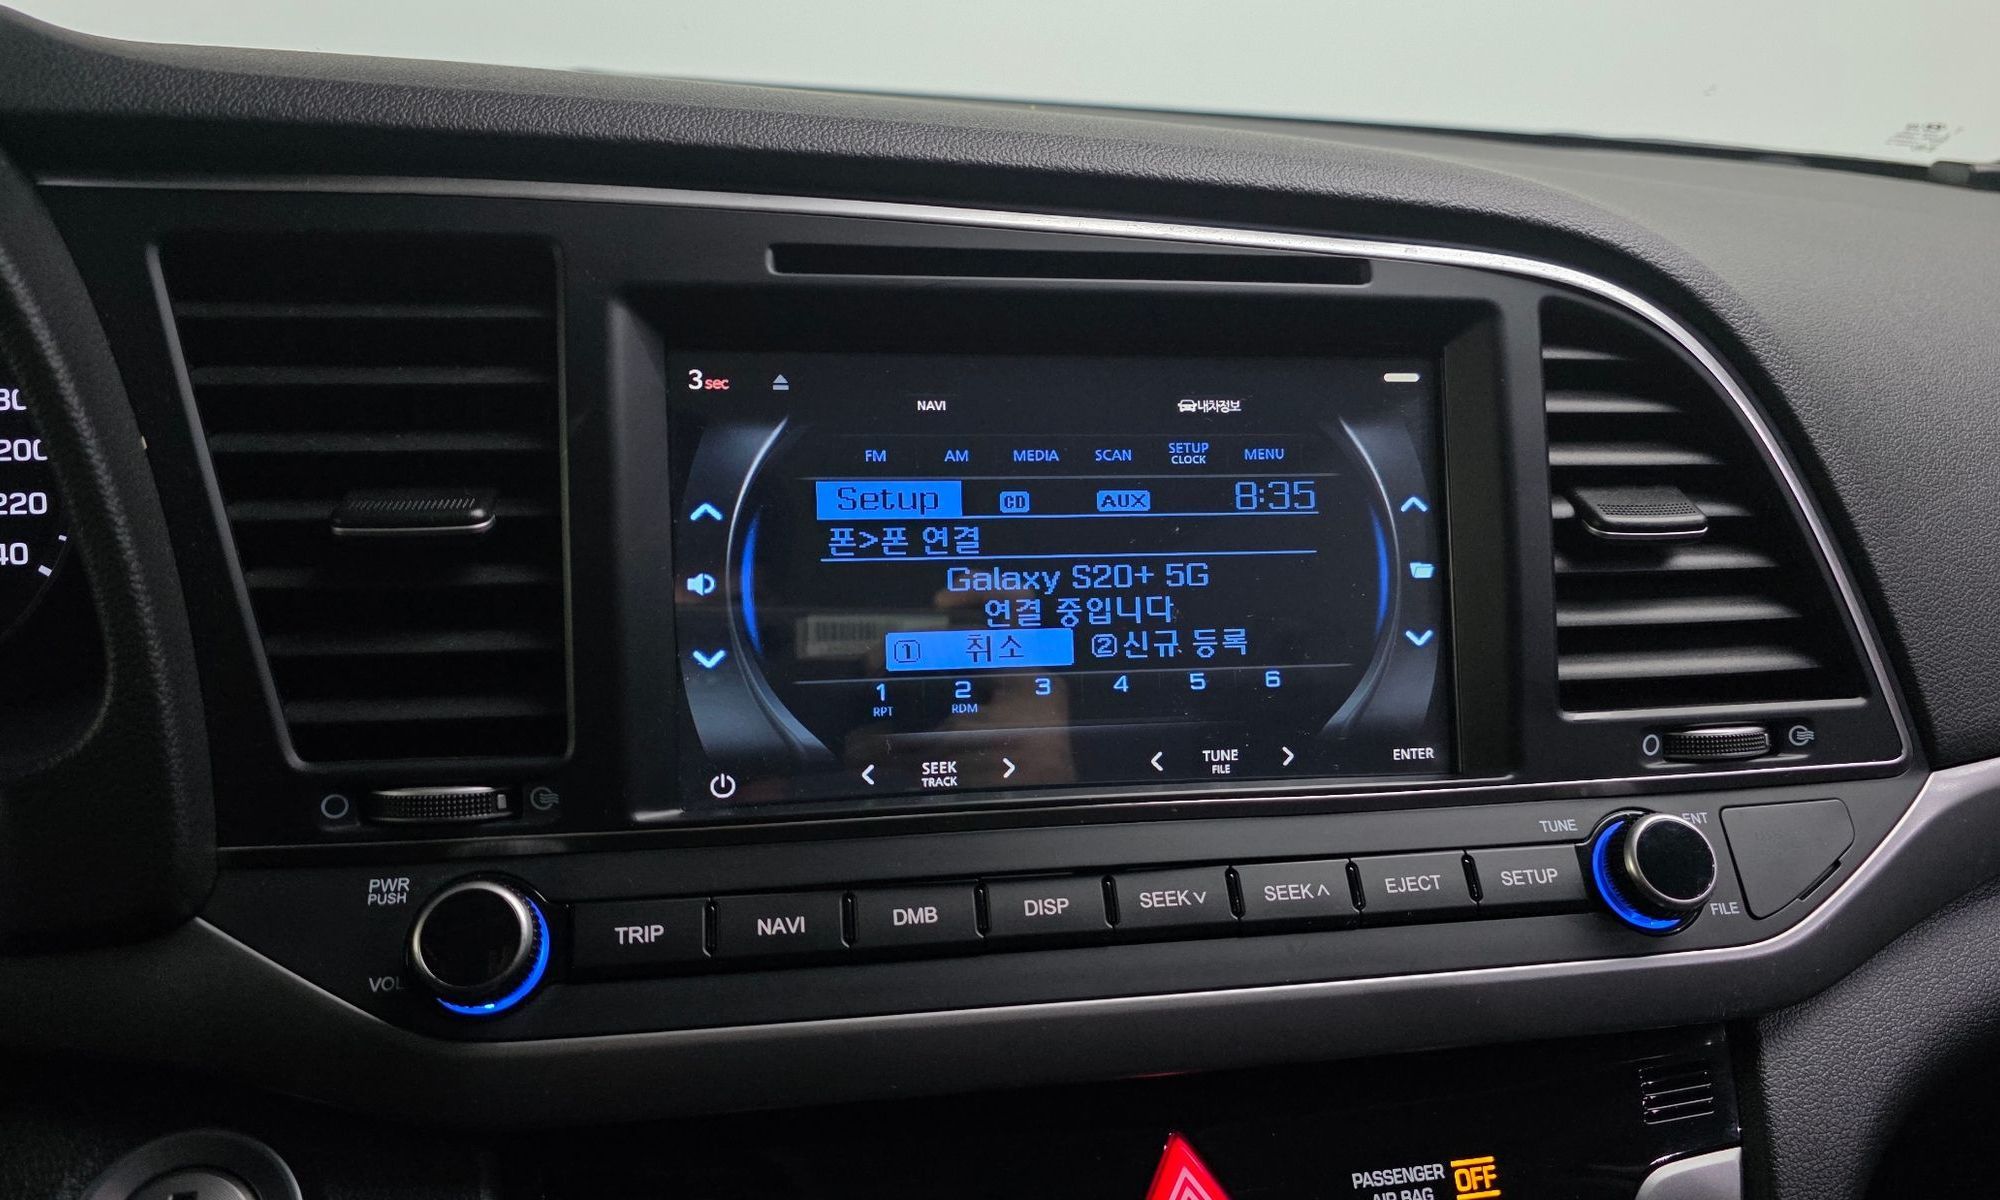 3sec
NAVI
내차정보
FM AM MEDIA SCAN SETUP CLOCK MENU
Setup CD AUX 8:35
폰>폰 연결
Galaxy S20+ 5G
연결 중입니다
① 취소 ②신규 등록
1 2 3 4 5 6
RPT RDM
SEEK TRACK
TUNE FILE
ENTER
200
220
PWR PUSH
VOL
TRIP NAVI DMB DISP SEEK∨ SEEK∧ EJECT SETUP
TUNE
ENT
FILE
PASSENGER OFF
AIR BAG